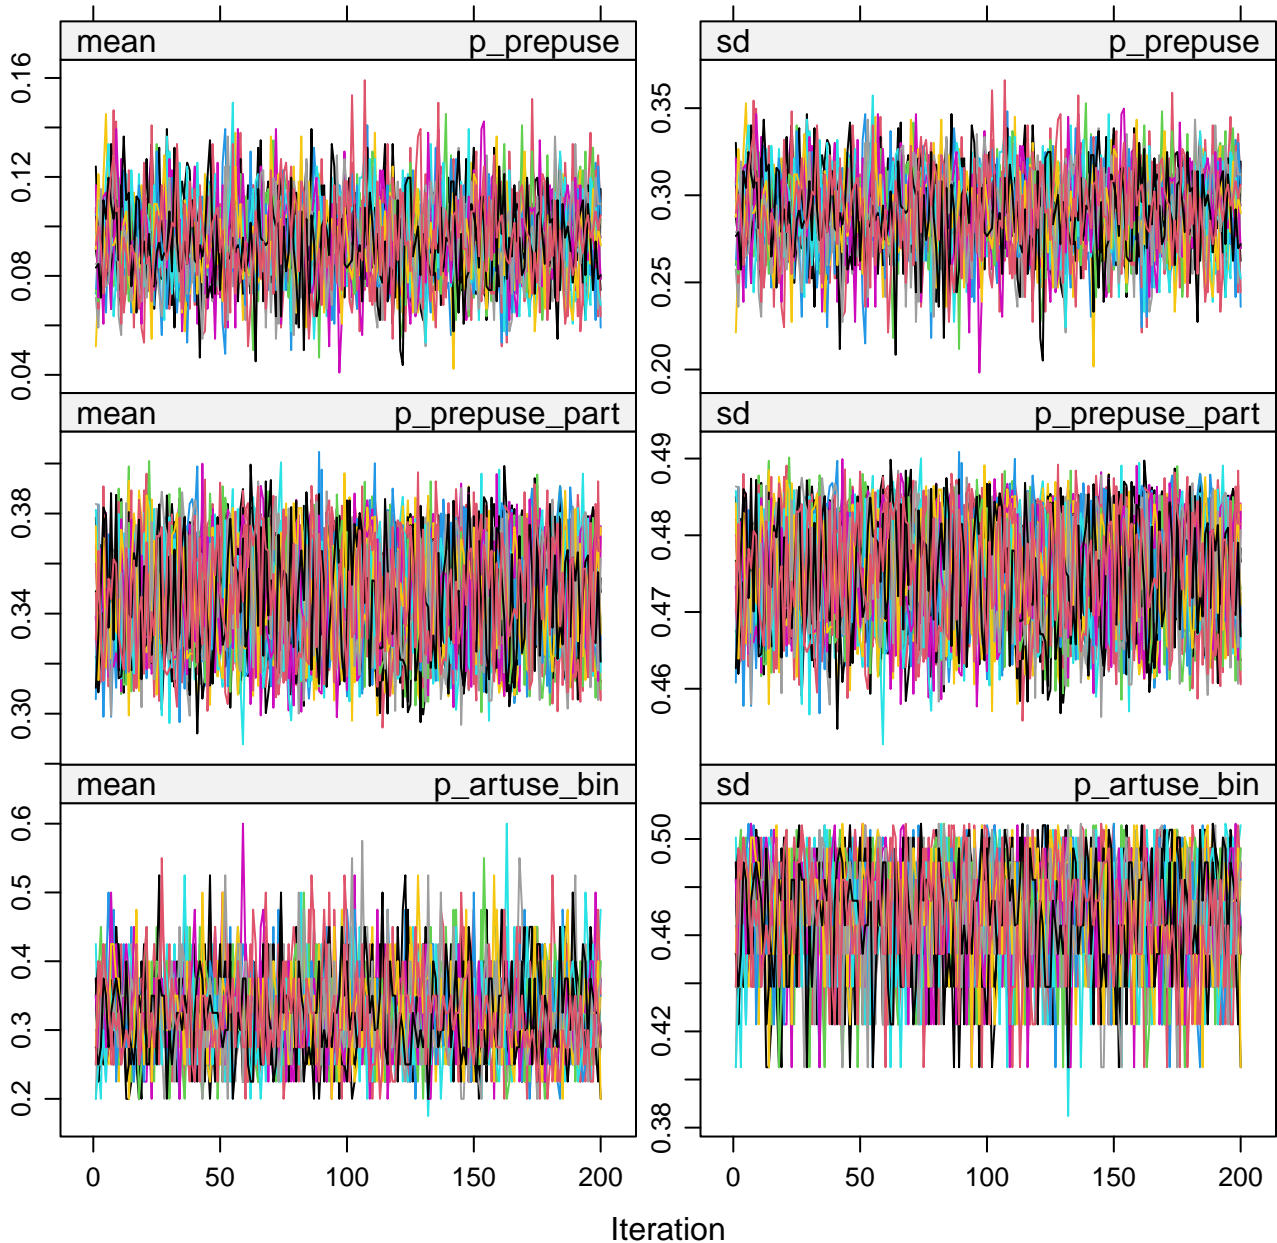 mean p_prepuse sd p_prepuse
0.16 0.12 0.08 0.04
0.35 0.30 0.25 0.20
mean p_prepuse_part sd p_prepuse_part
0.38 0.34 0.30
0.49 0.48 0.47 0.46
mean p_artuse_bin sd p_artuse_bin
0.6 0.5 0.4 0.3 0.2
0.50 0.46 0.42 0.38
0 50 100 150 200 0 50 100 150 200
Iteration